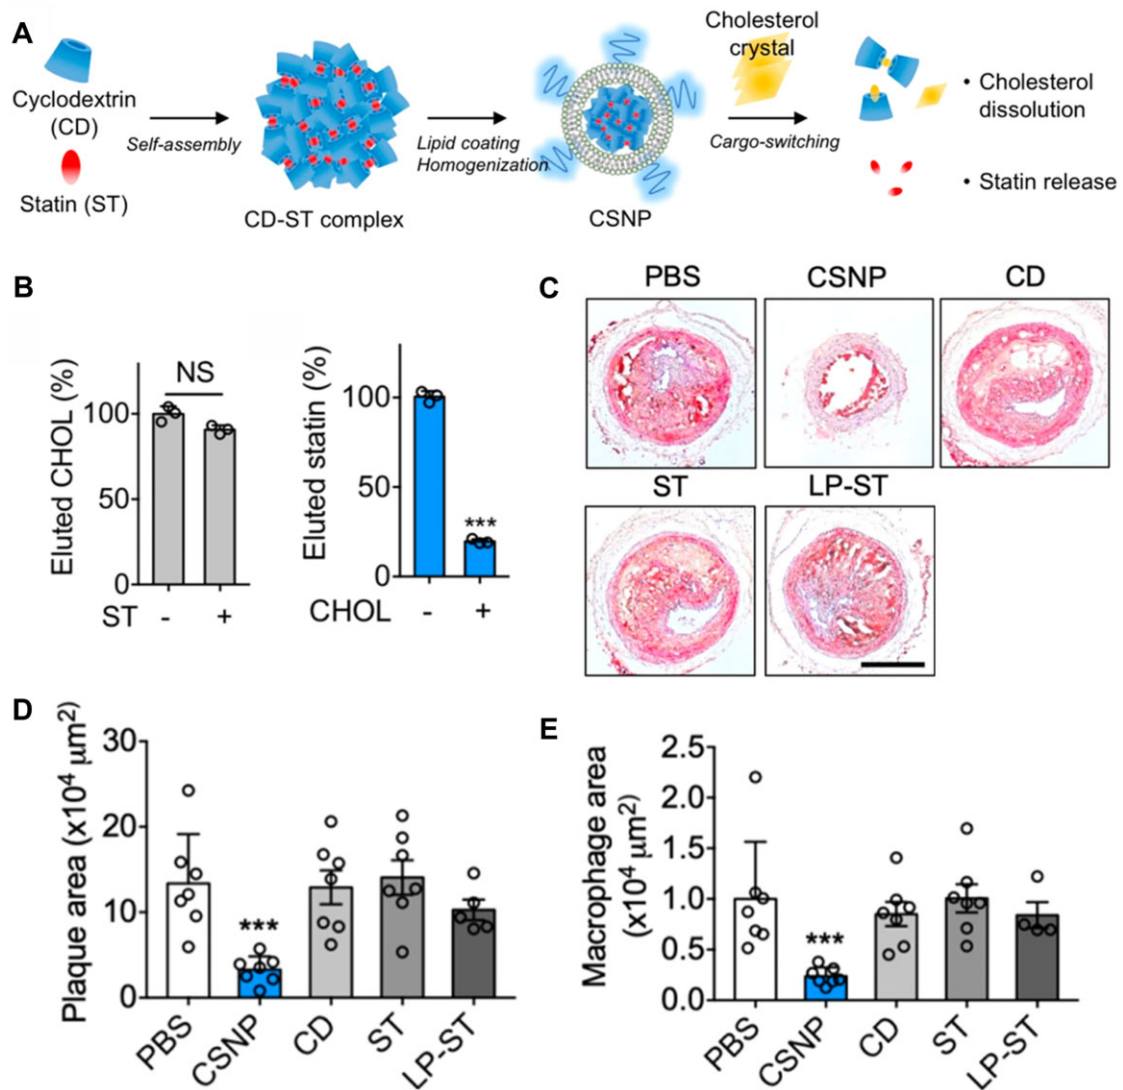 A
Cyclodextrin
(CD)
Statin (ST)
Self-assembly
CD-ST complex
Lipid coating
Homogenization
CSNP
Cholesterol
crystal
Cargo-switching
• Cholesterol
dissolution
• Statin release
B
Eluted CHOL (%)
100
50
0
NS
ST - +
Eluted statin (%)
100
50
0
***
CHOL - +
C
PBS CSNP CD
ST LP-ST
D
Plaque area (x10⁴ μm²)
30
20
10
0
***
PBS CSNP CD ST LP-ST
E
Macrophage area
(x10⁴ μm²)
2.5
2.0
1.5
1.0
0.5
0.0
***
PBS CSNP CD ST LP-ST